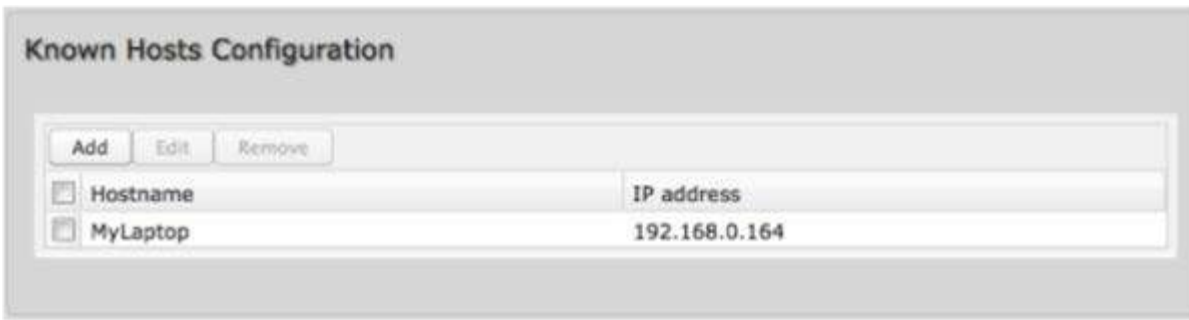 Known Hosts Configuration
Add Edit Remove
Hostname IP address
MyLaptop 192.168.0.164